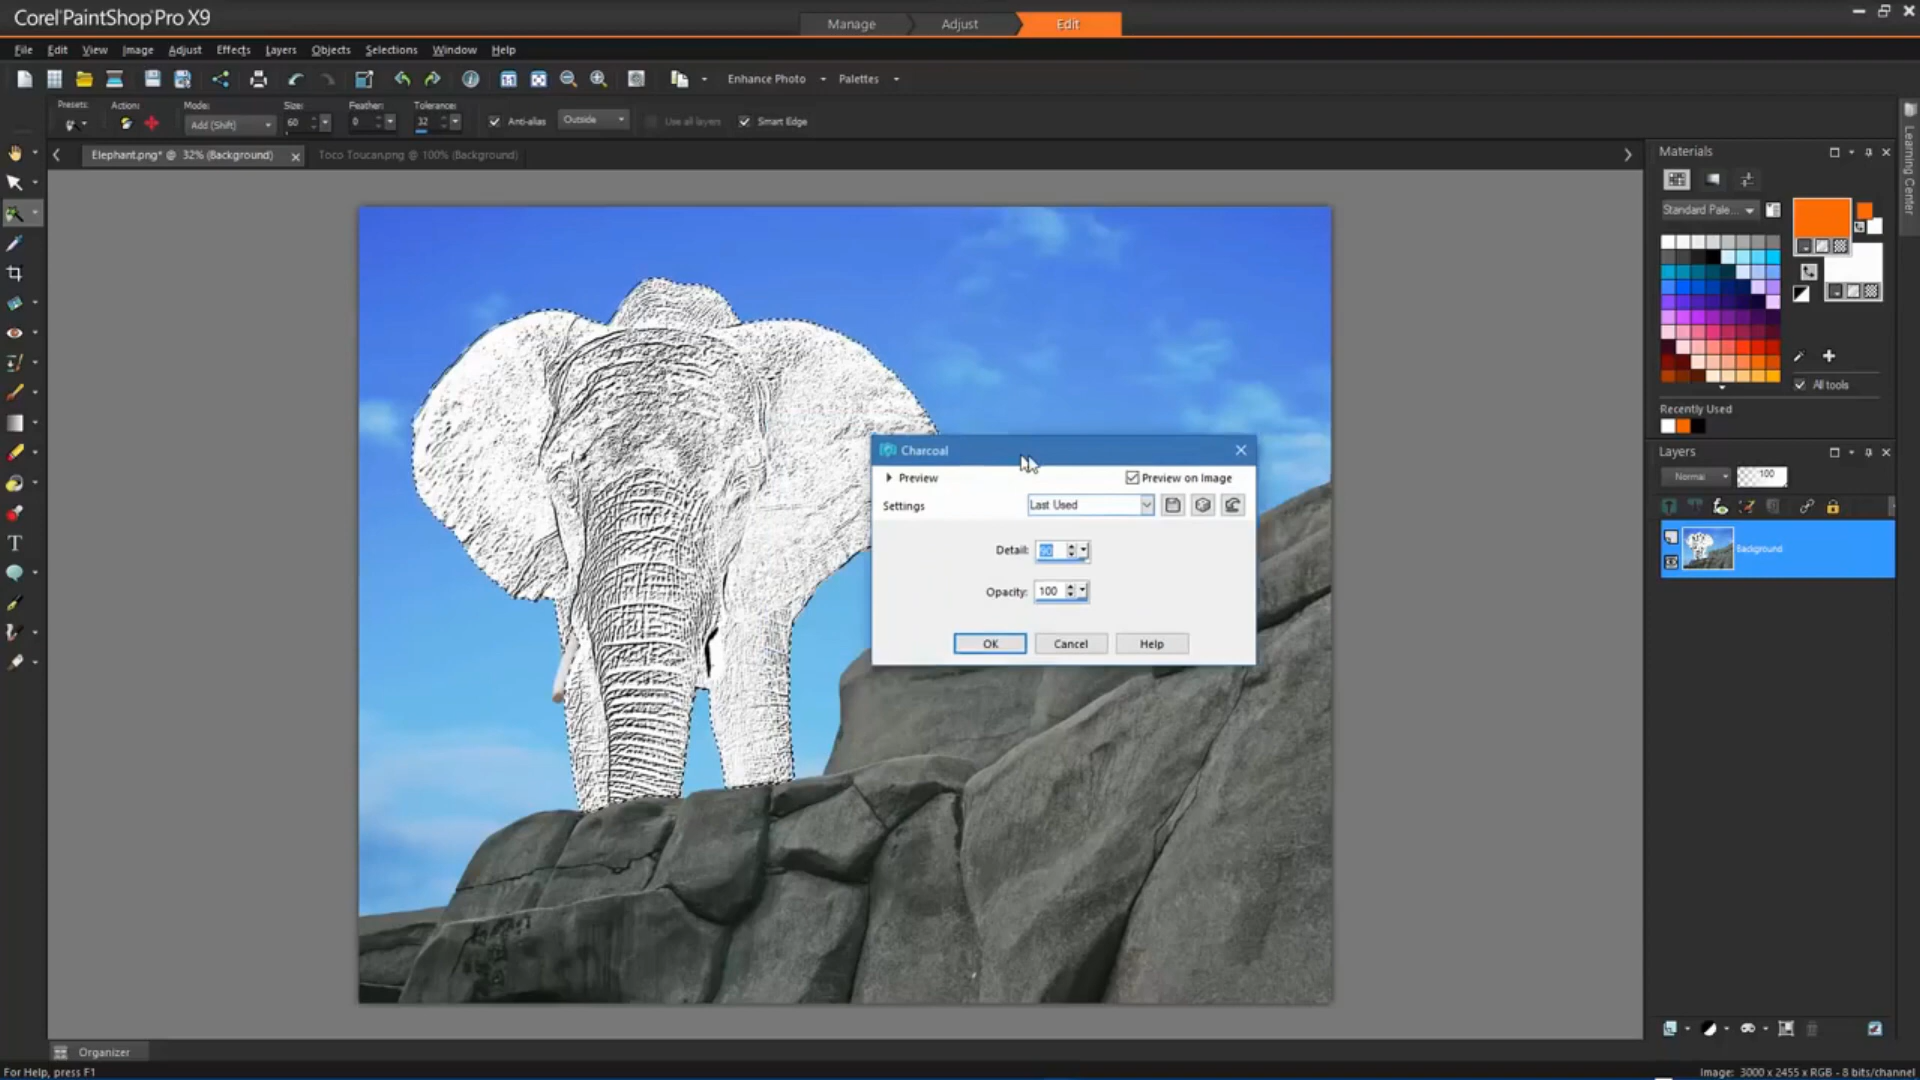 Corel PaintShop Pro X9
Manage
Adjust
Edit
File Edit View Image Adjust Effects Layers Objects Selections Window Help
Enhance Photo
Palettes
Presets:
Action:
Mode:
Size:
Feather:
Tolerance:
Add (Shift)
60
0
32
Anti-alias
Outside
Use all layers
Smart Edge
Elephant.png* @ 32% (Background)
Toco Toucan.png @ 100% (Background)
Materials
Standard Pale...
All tools
Recently Used
Learning Center
Layers
Normal
100
Background
Charcoal
Preview
Preview on Image
Settings
Last Used
Detail:
Opacity: 100
OK
Cancel
Help
Organizer
For Help, press F1
Image: 3000 x 2455 x RGB - 8 bits/channel